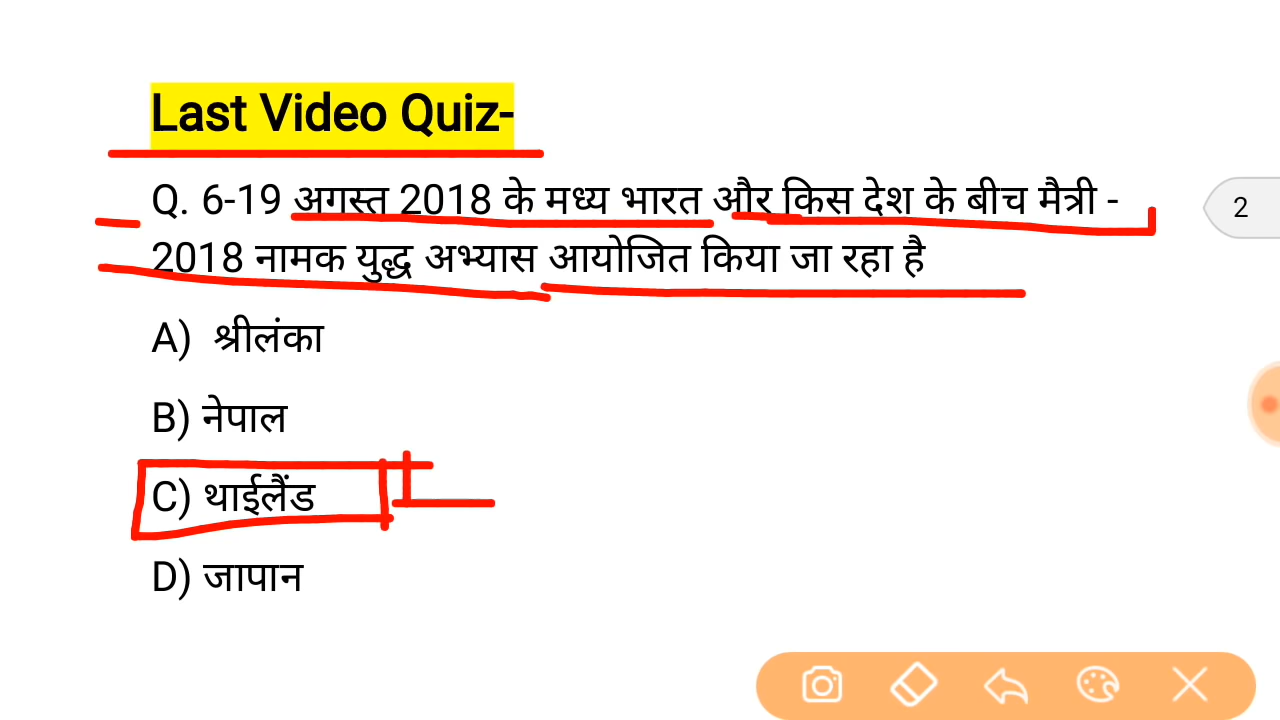 Last Video Quiz-
Q. 6-19 अगस्त 2018 के मध्य भारत और किस देश के बीच मैत्री -
2018 नामक युद्ध अभ्यास आयोजित किया जा रहा है
2
A) श्रीलंका
B) नेपाल
C) थाईलैंड
D) जापान